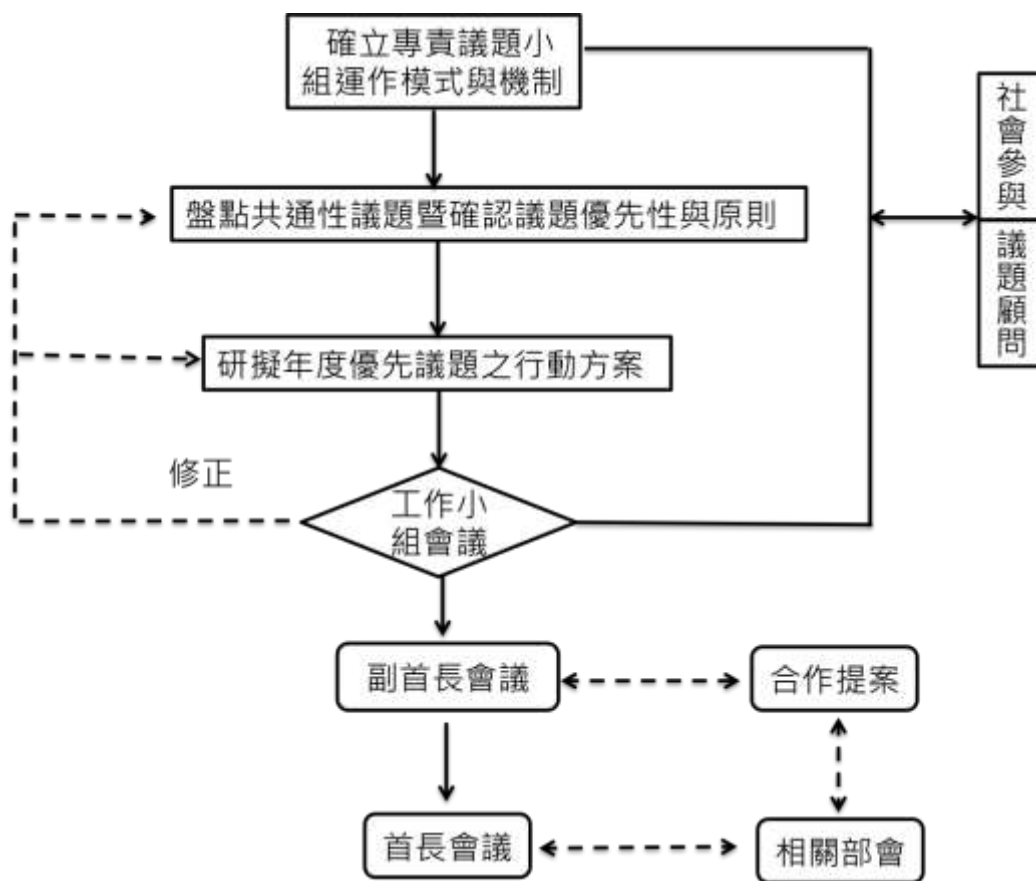 確立專責議題小
組運作模式與機制
盤點共通性議題暨確認議題優先性與原則
研擬年度優先議題之行動方案
修正
工作小
組會議
副首長會議
合作提案
首長會議
相關部會
社會參與
議題顧問